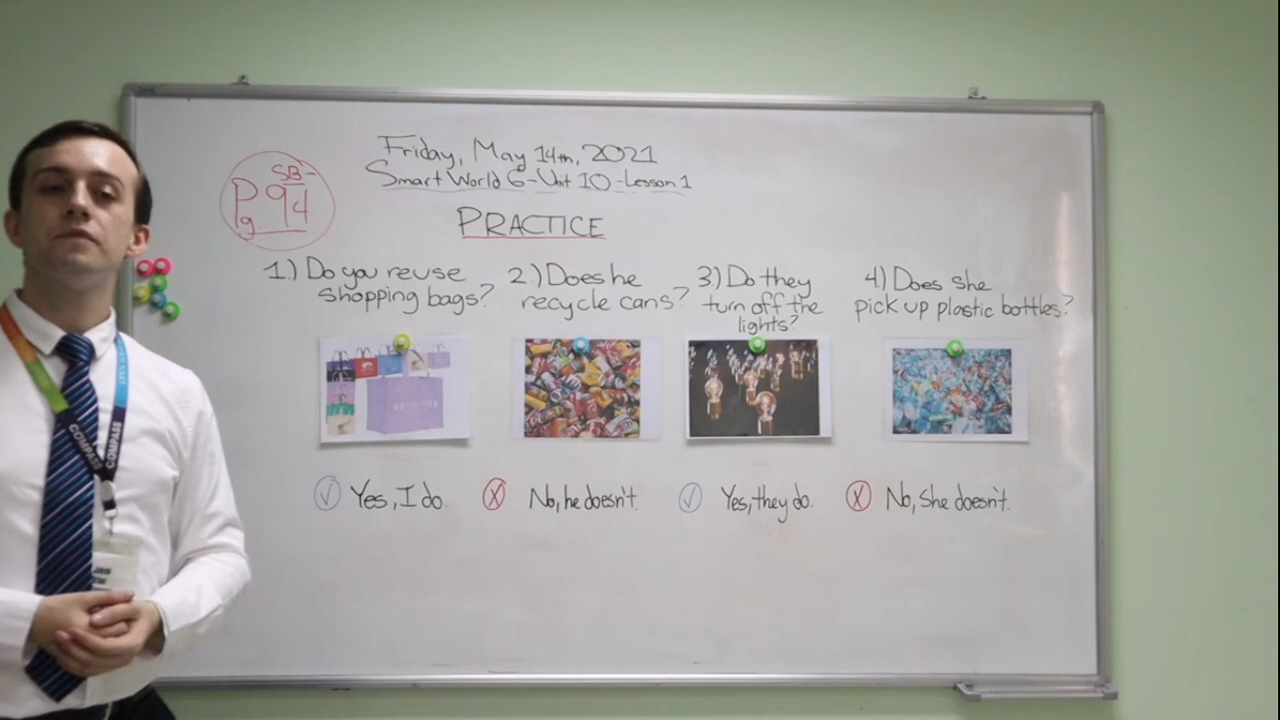 Friday, May 14th, 2021
Smart World 6-Unit 10-Lesson 1
SB-
Pg. 94
PRACTICE
1.) Do you reuse
shopping bags?
2.) Does he
recycle cans?
3.) Do they
turn off the
lights?
4.) Does she
pick up plastic bottles?
Yes, I do.
No, he doesn't.
Yes, they do.
No, She doesn't.
COMPASS
COMPASS